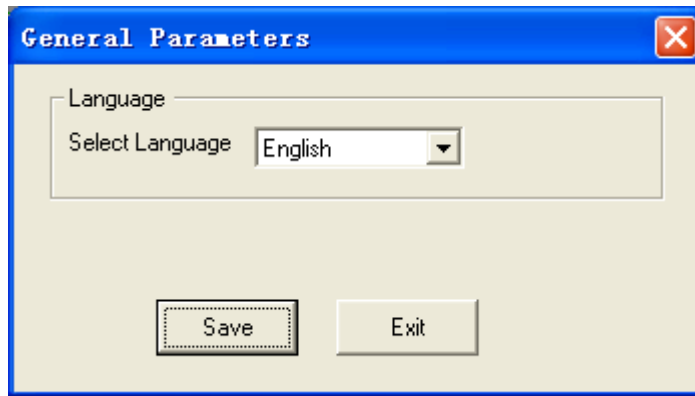 General Parameters
Language
Select Language English
Save Exit